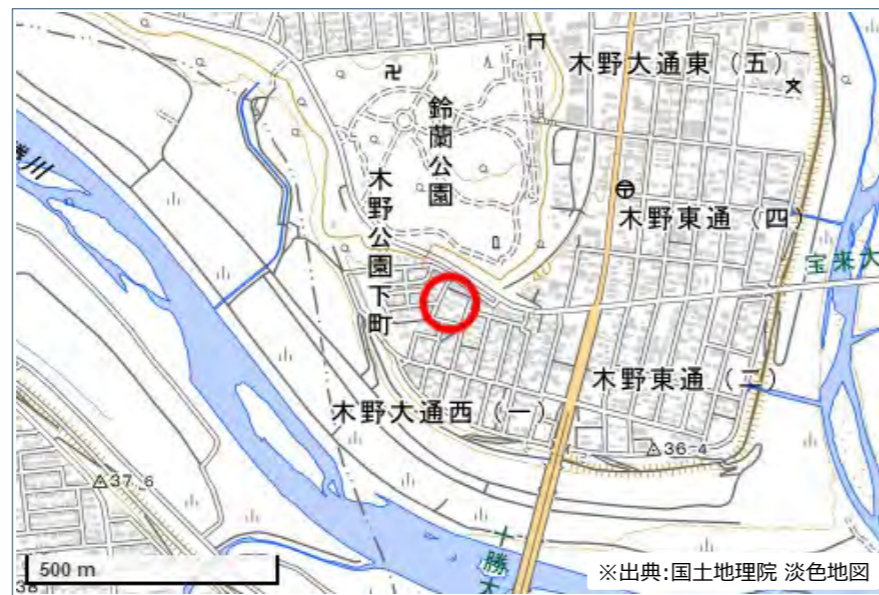 木野大通東（五）
鈴蘭公園
木野公園下町
木野東通（四）
宝来大
木野東通（二）
木野大通西（一）
36.4
37.6
十勝大
500 m
38
※出典:国土地理院 淡色地図